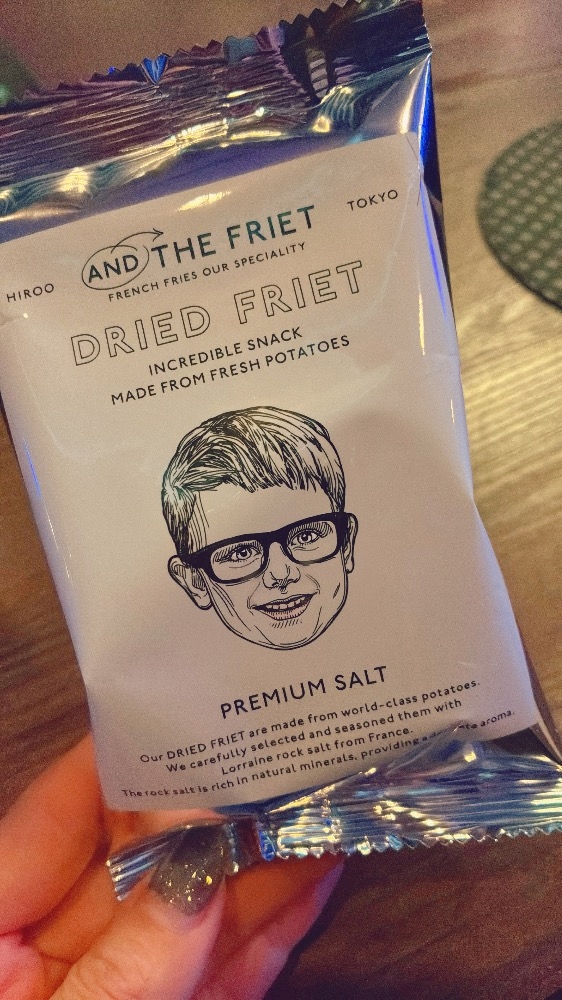 HIROO
AND THE FRIET
TOKYO
FRENCH FRIES OUR SPECIALITY
DRIED FRIET
INCREDIBLE SNACK
MADE FROM FRESH POTATOES
PREMIUM SALT
Our DRIED FRIET are made from world-class potatoes.
We carefully selected and seasoned them with
Lorraine rock salt from France.
The rock salt is rich in natural minerals, providing aroma.